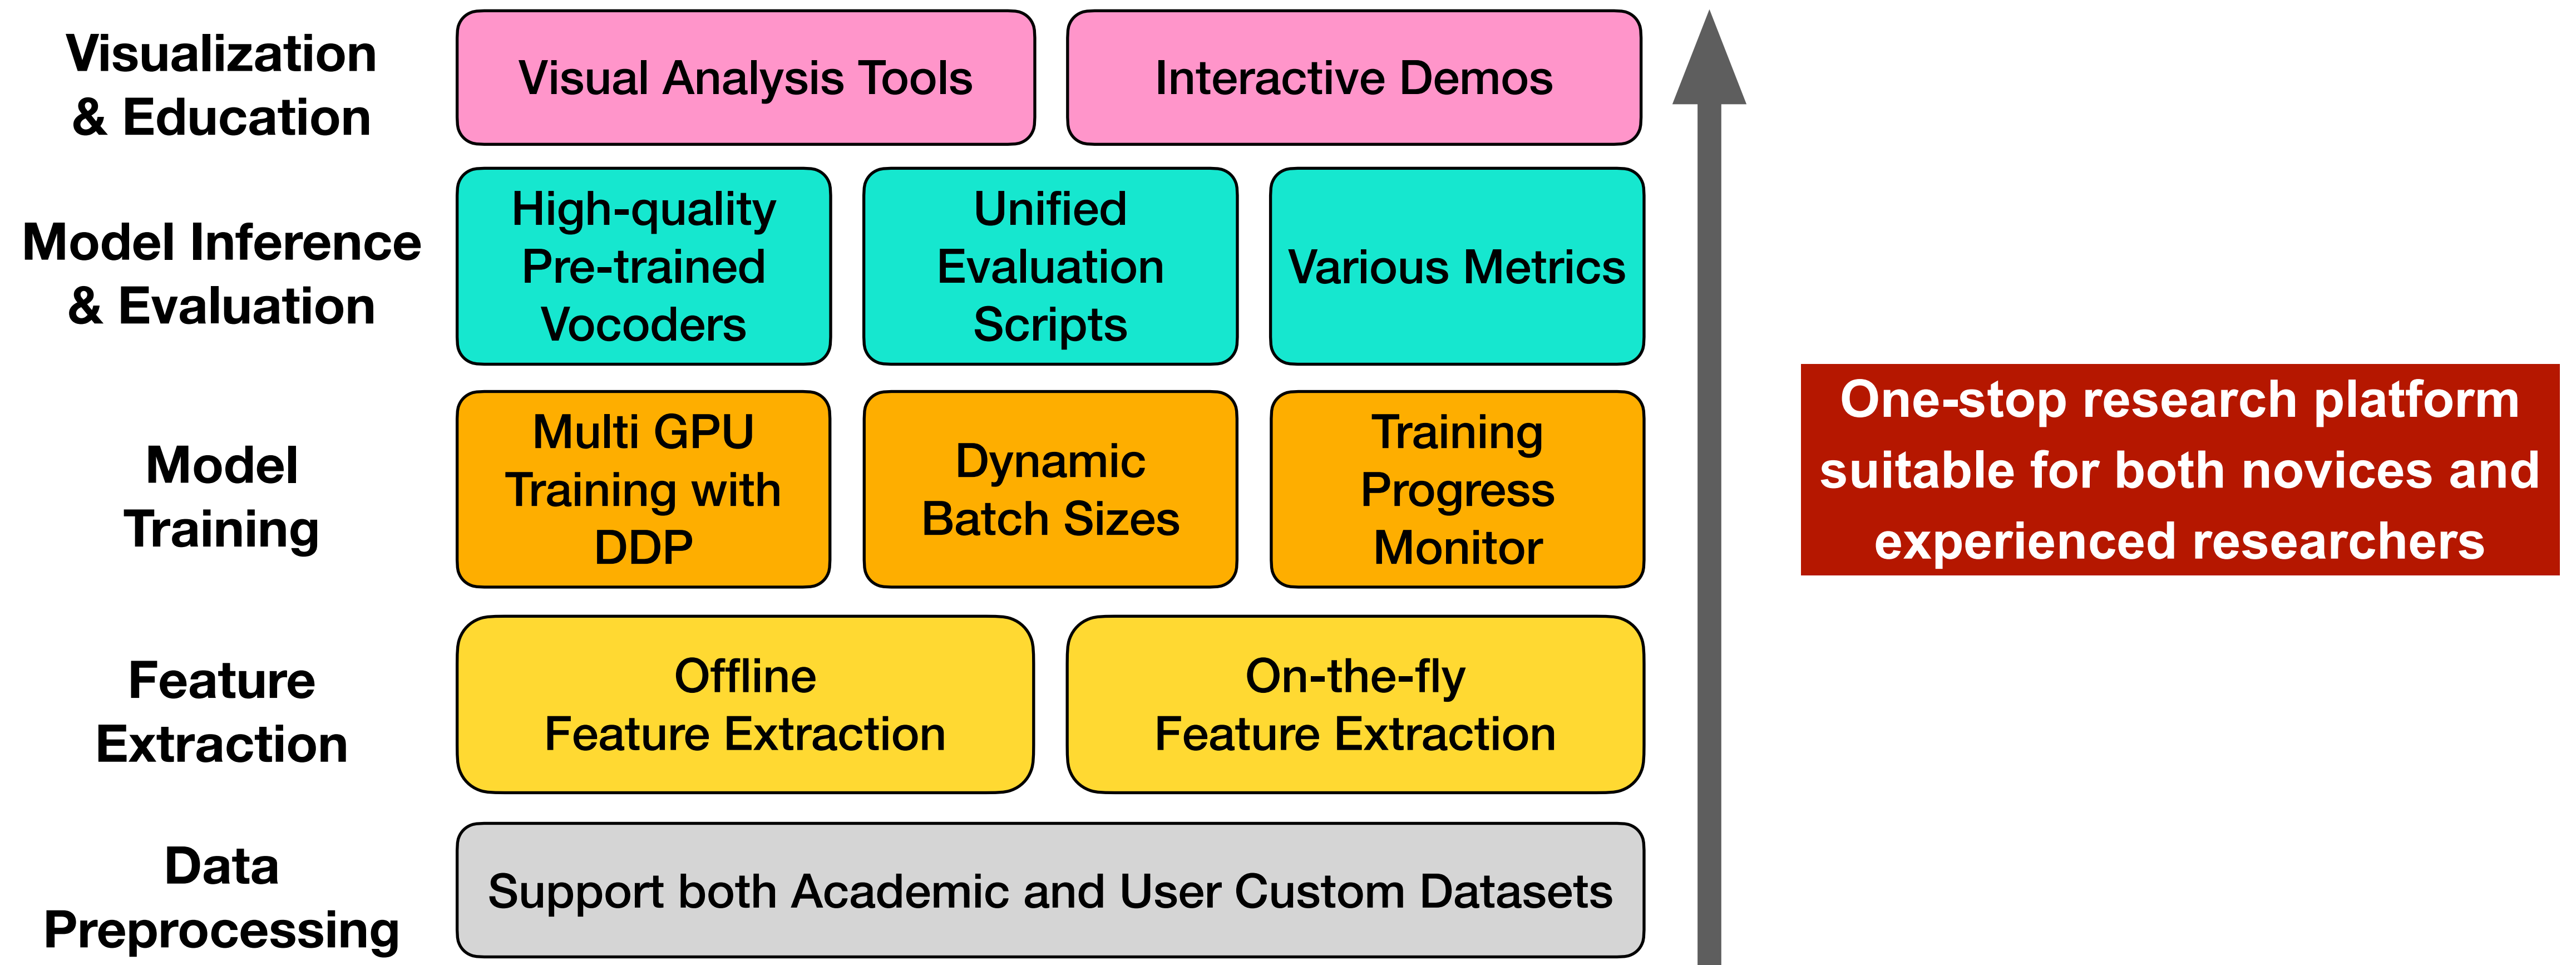 Visualization
& Education
Visual Analysis Tools
Interactive Demos
Model Inference
& Evaluation
High-quality
Pre-trained
Vocoders
Unified
Evaluation
Scripts
Various Metrics
Model
Training
Multi GPU
Training with
DDP
Dynamic
Batch Sizes
Training
Progress
Monitor
Feature
Extraction
Offline
Feature Extraction
On-the-fly
Feature Extraction
Data
Preprocessing
Support both Academic and User Custom Datasets
One-stop research platform
suitable for both novices and
experienced researchers